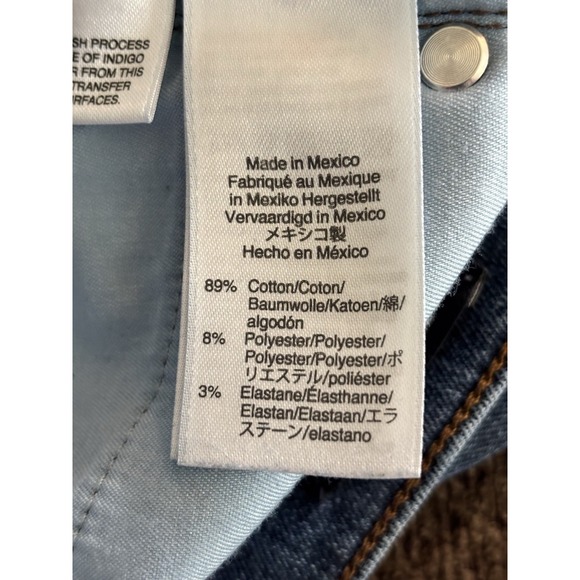 SH PROCESS
E OF INDIGO
R FROM THIS
TRANSFER
RFACES.
Made in Mexico
Fabriqué au Mexique
in Mexiko Hergestellt
Vervaardigd in Mexico
メキシコ製
Hecho en México
89% Cotton/Coton/
Baumwolle/Katoen/綿/
algodón
8% Polyester/Polyester/
Polyester/Polyester/ポ
リエステル/poliéster
3% Elastane/Élasthanne/
Elastan/Elastaan/エラ
ステーン/elastano